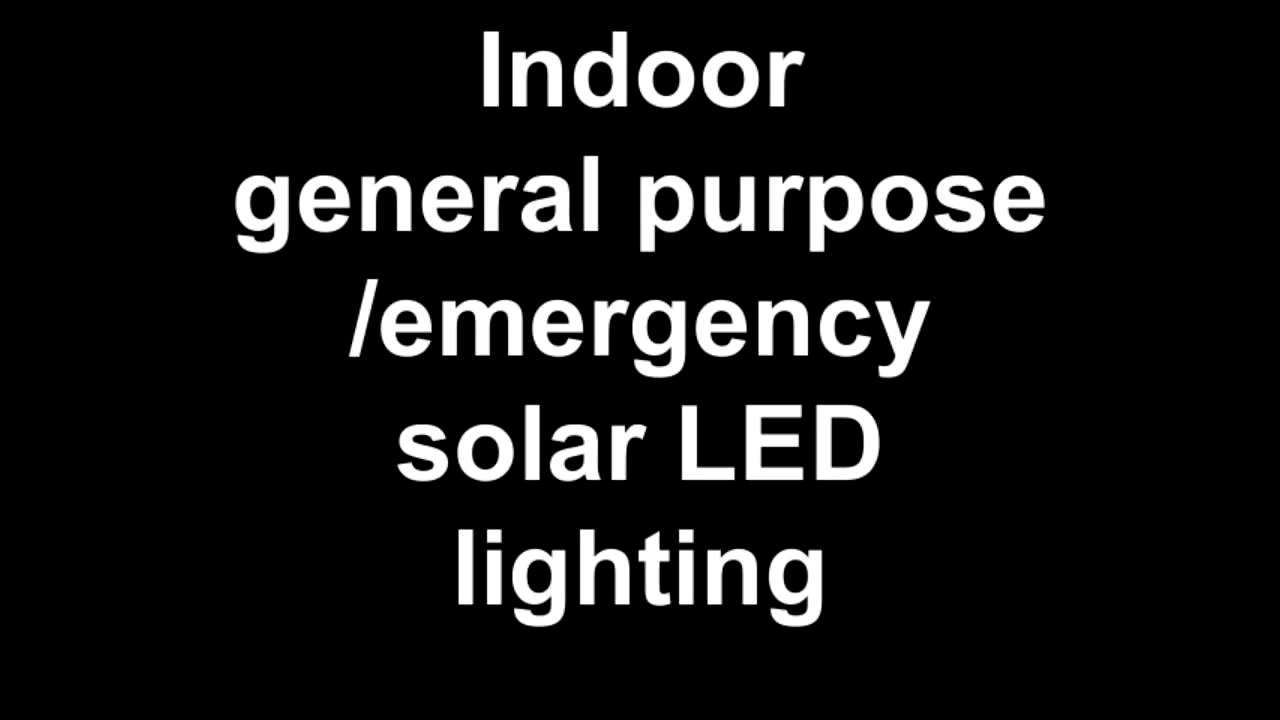 Indoor
general purpose
/emergency
solar LED
lighting